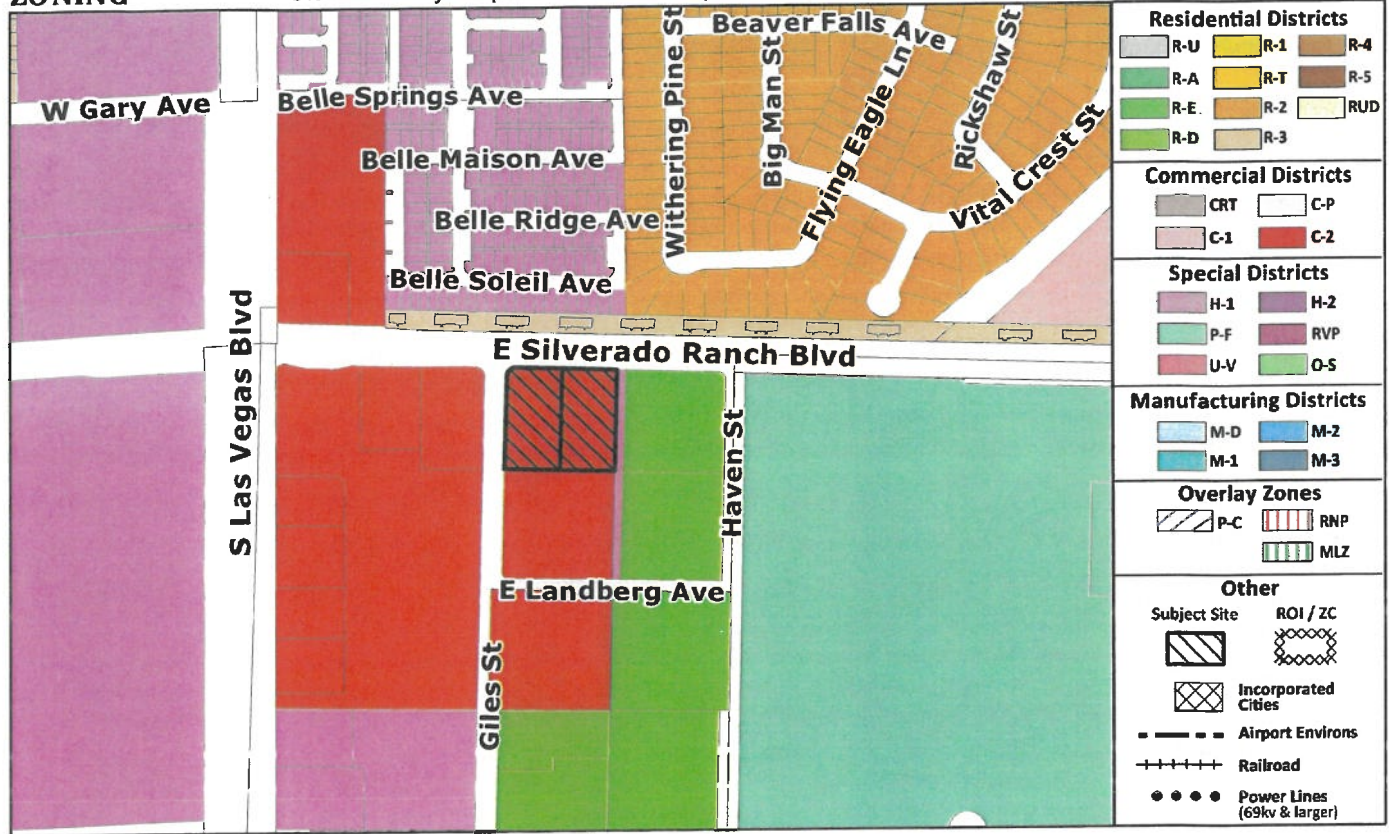 ZONING
W Gary Ave
Belle Springs Ave
Belle Maison Ave
Belle Ridge Ave
Belle Soleil Ave
Withering Pine St
Beaver Falls Ave
Big Man St
Flying Eagle Ln
Rickshaw St
Vital Crest St
S Las Vegas Blvd
E Silverado Ranch Blvd
Haven St
E Landberg Ave
Giles St
Residential Districts
R-U R-1 R-4
R-A R-T R-5
R-E R-2 RUD
R-D R-3
Commercial Districts
CRT C-P
C-1 C-2
Special Districts
H-1 H-2
P-F RVP
U-V O-S
Manufacturing Districts
M-D M-2
M-1 M-3
Overlay Zones
P-C RNP
MLZ
Other
Subject Site ROI / ZC
Incorporated
Cities
Airport Environs
Railroad
Power Lines
(69kv & larger)